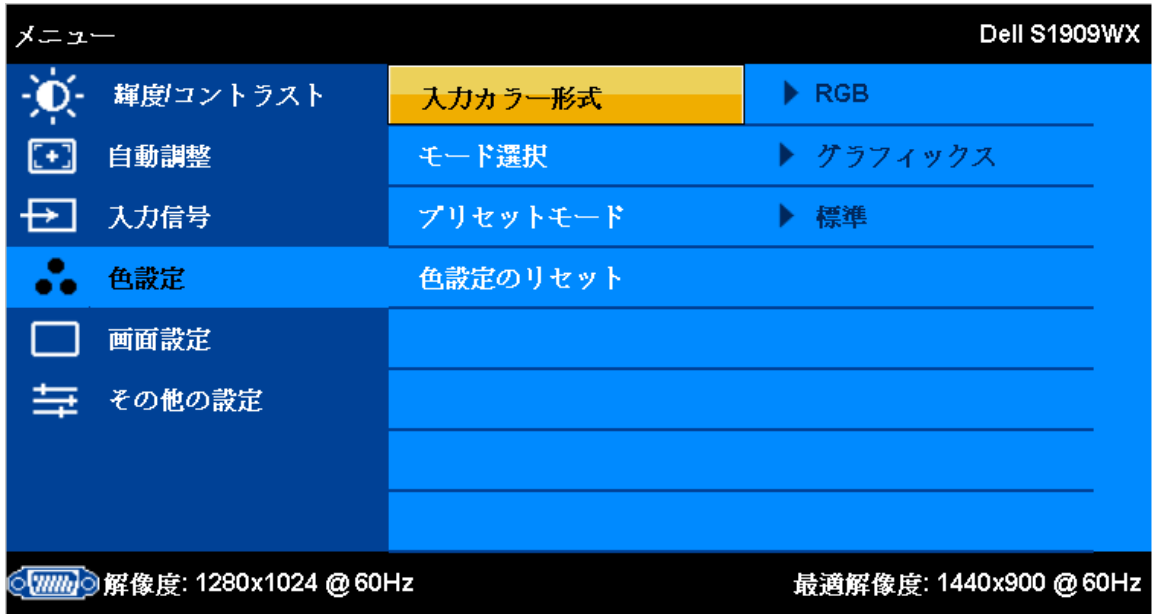 メニュー Dell S1909WX
輝度/コントラスト 入力カラー形式 RGB
自動調整 モード選択 グラフィックス
入力信号 プリセットモード 標準
色設定 色設定のリセット
画面設定
その他の設定
解像度: 1280x1024 @ 60Hz 最適解像度: 1440x900 @ 60Hz